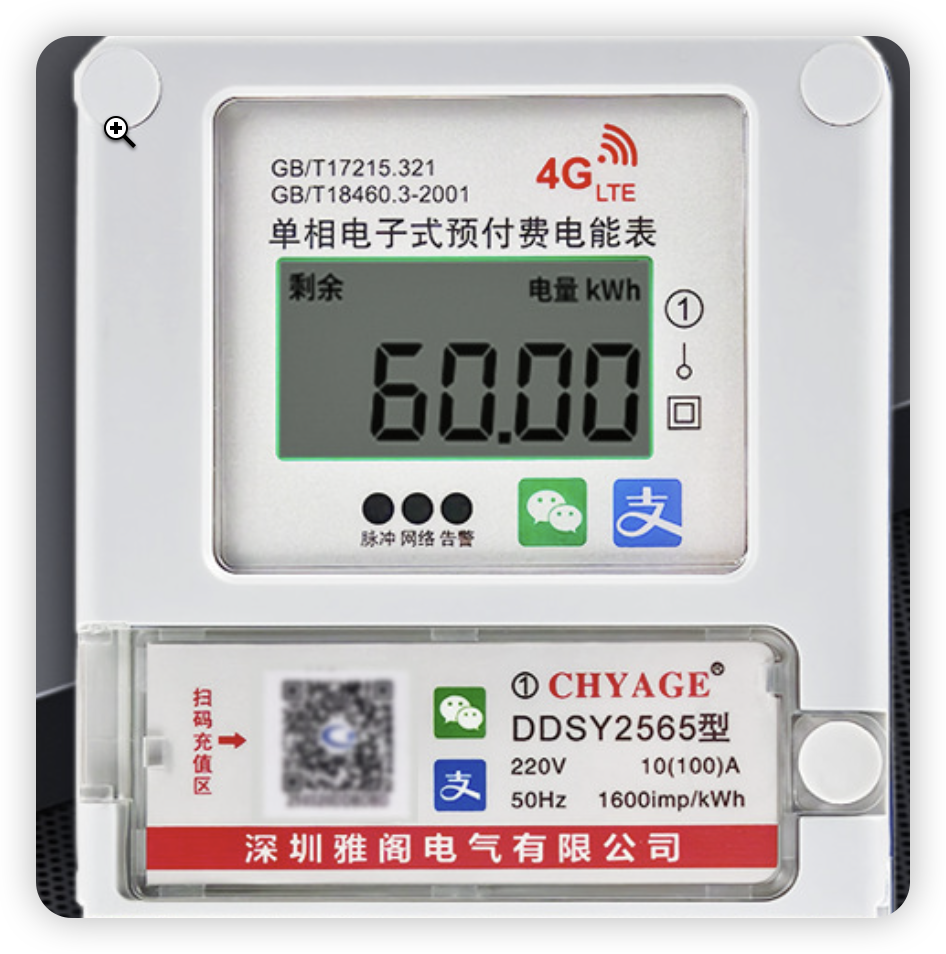 GB/T17215.321
GB/T18460.3-2001
4G LTE
单相电子式预付费电能表
剩余 电量 kWh
60.00
①
脉冲 网络 告警
支
扫码充值区
① CHYAGE®
DDSY2565型
支
220V 10(100)A
50Hz 1600imp/kWh
深圳雅阁电气有限公司